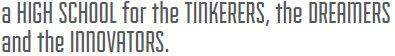 a HIGH SCHOOL for the TINKERERS, the DREAMERS
and the INNOVATORS.